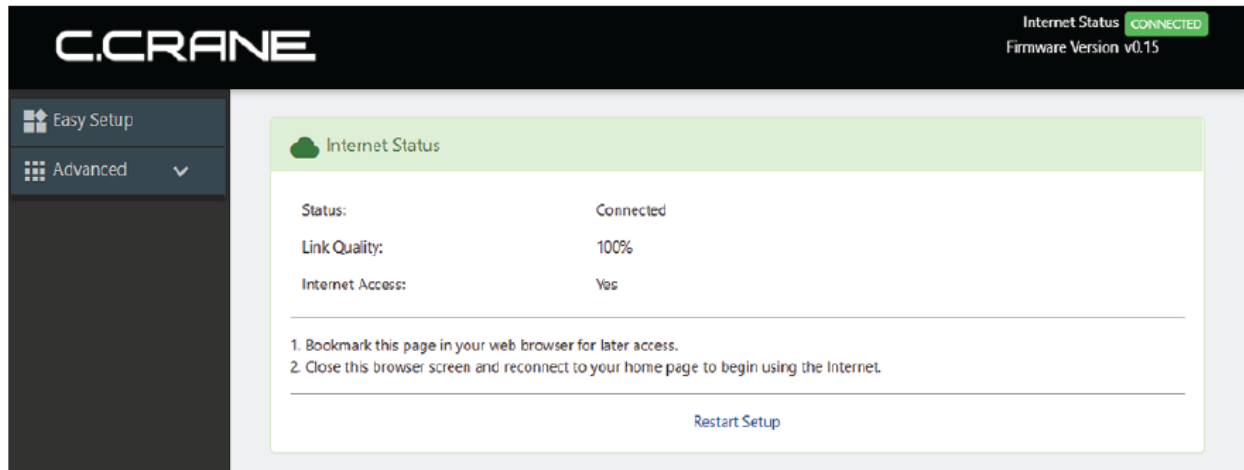 C.CRANE
Internet Status CONNECTED
Firmware Version v0.15
Easy Setup
Advanced
Internet Status
Status: Connected
Link Quality: 100%
Internet Access: Yes
1. Bookmark this page in your web browser for later access.
2. Close this browser screen and reconnect to your home page to begin using the Internet.
Restart Setup